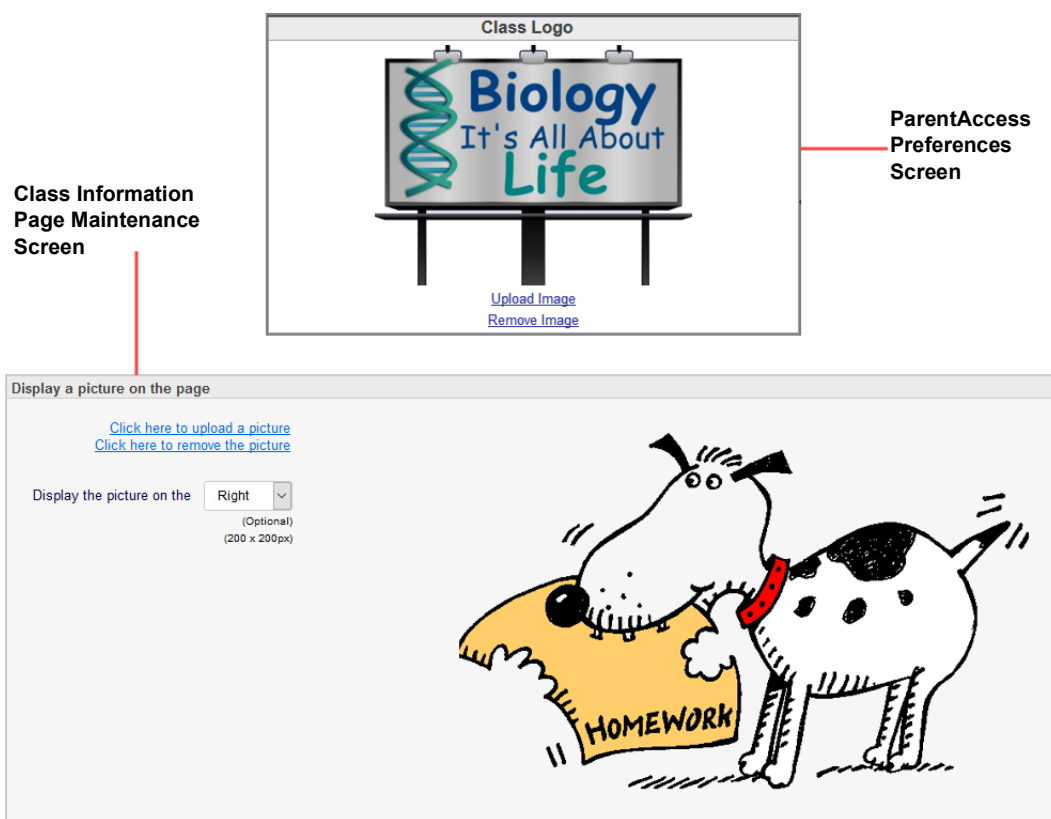 Class Logo
Biology
It's All About
Life
Upload Image
Remove Image
ParentAccess
Preferences
Screen
Class Information
Page Maintenance
Screen
Display a picture on the page
Click here to upload a picture
Click here to remove the picture
Display the picture on the Right
(Optional)
(200 x 200px)
HOMEWORK